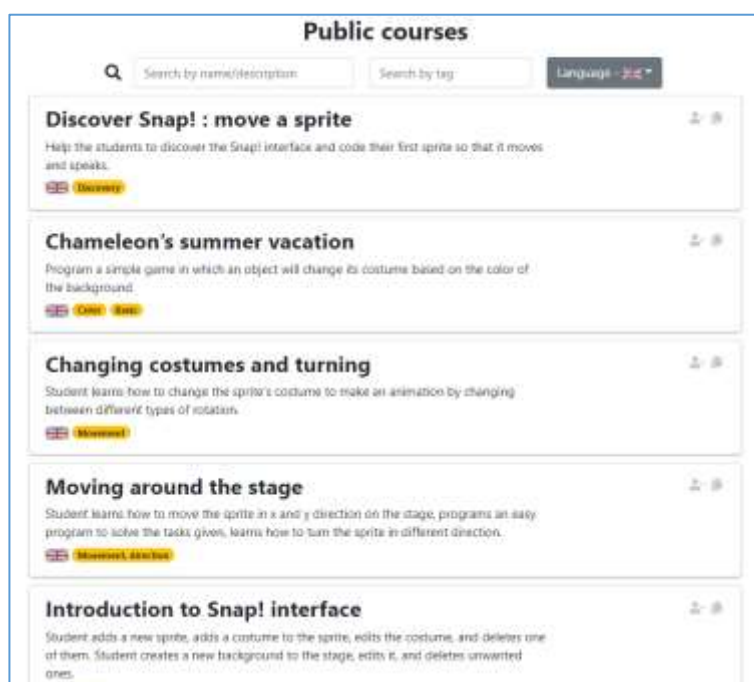 Public courses
Search by name/description
Search by tag
Language -
Discover Snap! : move a sprite
Help the students to discover the Snap! interface and code their first sprite so that it moves
and speaks.
Discovery
Chameleon's summer vacation
Program a simple game in which an object will change its costume based on the color of
the background.
Color Basic
Changing costumes and turning
Student learns how to change the sprite's costume to make an animation by changing
between different types of rotation.
Movement
Moving around the stage
Student learns how to move the sprite in x and y direction on the stage, programs an easy
program to solve the tasks given, learns how to turn the sprite in different direction.
Movement, direction
Introduction to Snap! interface
Student adds a new sprite, adds a costume to the sprite, edits the costume, and deletes one
of them. Student creates a new background to the stage, edits it, and deletes unwanted
ones.